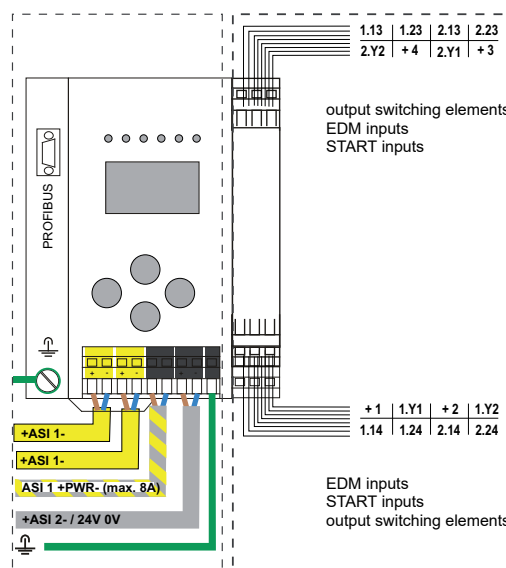 1.13 1.23 2.13 2.23
2.Y2 + 4 2.Y1 + 3
output switching elements
EDM inputs
START inputs
PROFIBUS
+ - + -
+ 1 1.Y1 + 2 1.Y2
1.14 1.24 2.14 2.24
+ASI 1-
+ASI 1-
ASI 1 +PWR- (max. 8A)
+ASI 2- / 24V 0V
EDM inputs
START inputs
output switching elements